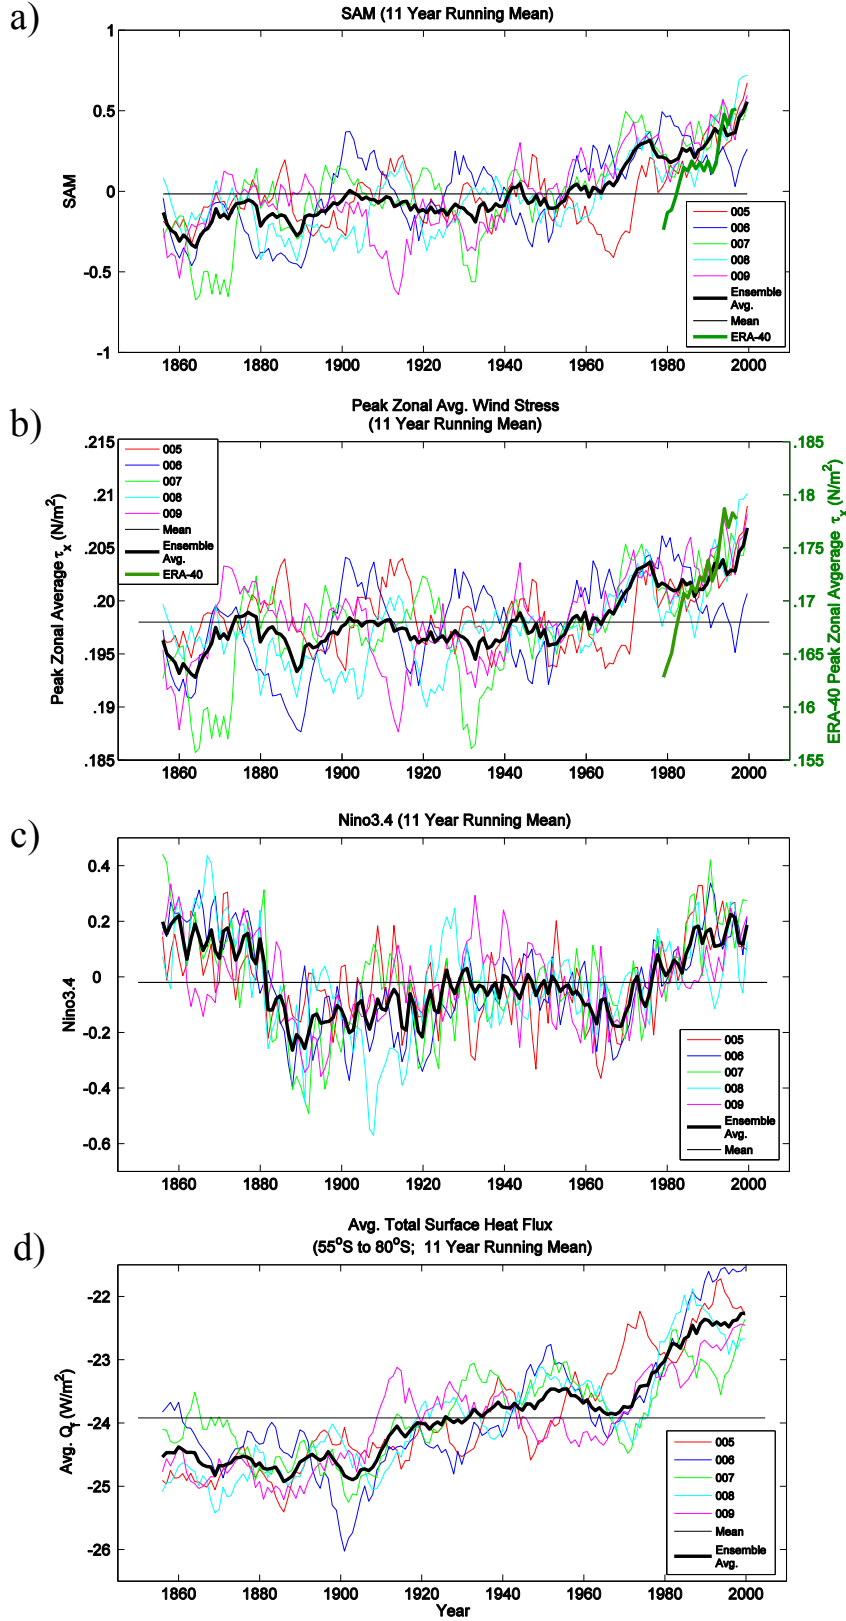 a)
SAM (11 Year Running Mean)
1
0.5
0
-0.5
-1
SAM
1860 1880 1900 1920 1940 1960 1980 2000
005
006
007
008
009
Ensemble
Avg.
Mean
ERA-40
b)
Peak Zonal Avg. Wind Stress
(11 Year Running Mean)
.215
.21
.205
.20
.195
.19
.185
Peak Zonal Average τx (N/m2)
005
006
007
008
009
Mean
Ensemble
Avg.
ERA-40
.185
.18
.175
.17
.165
.16
.155
ERA-40 Peak Zonal Avgerage τx (N/m2)
1860 1880 1900 1920 1940 1960 1980 2000
c)
Nino3.4 (11 Year Running Mean)
0.4
0.2
0
-0.2
-0.4
-0.6
Nino3.4
005
006
007
008
009
Ensemble
Avg.
Mean
1860 1880 1900 1920 1940 1960 1980 2000
d)
Avg. Total Surface Heat Flux
(55oS to 80oS; 11 Year Running Mean)
-22
-23
-24
-25
-26
Avg. Qf (W/m2)
005
006
007
008
009
Mean
Ensemble
Avg.
1860 1880 1900 1920 1940 1960 1980 2000
Year